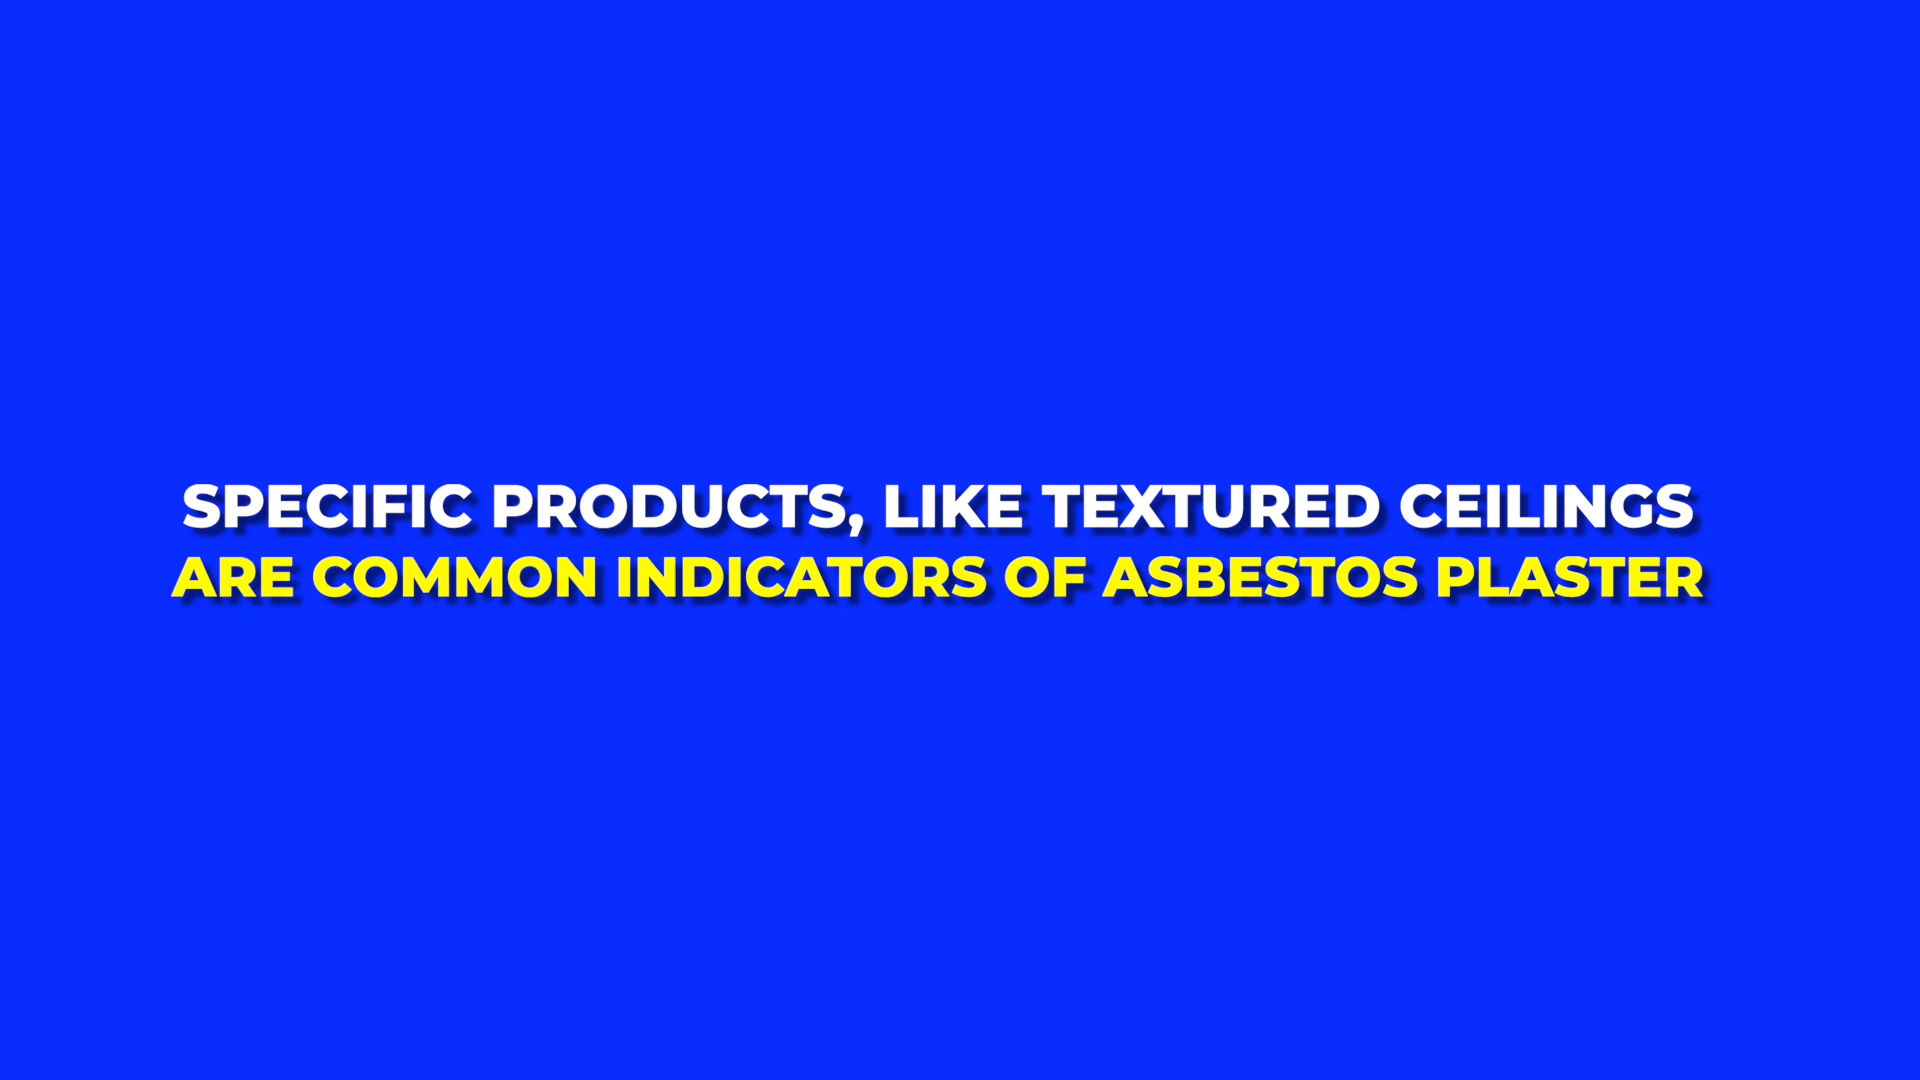 SPECIFIC PRODUCTS, LIKE TEXTURED CEILINGS
ARE COMMON INDICATORS OF ASBESTOS PLASTER